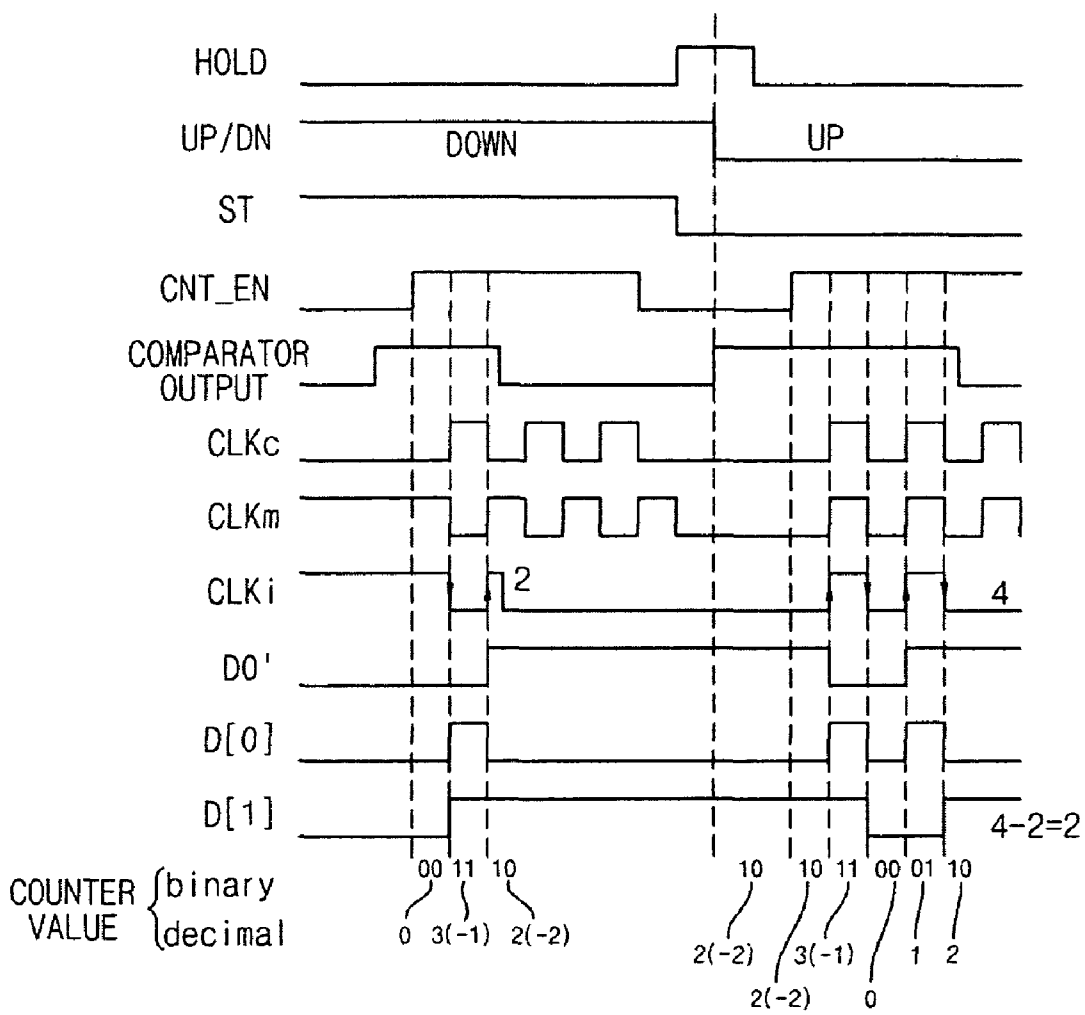 HOLD
UP/DN DOWN UP
ST
CNT_EN
COMPARATOR
OUTPUT
CLKc
CLKm
CLKi 2 4
D0'
D[0]
D[1] 4-2=2
COUNTER
VALUE
binary 00 11 10 10 10 11 00 01 10
decimal 0 3(-1) 2(-2) 2(-2) 3(-1) 1 2
2(-2) 0